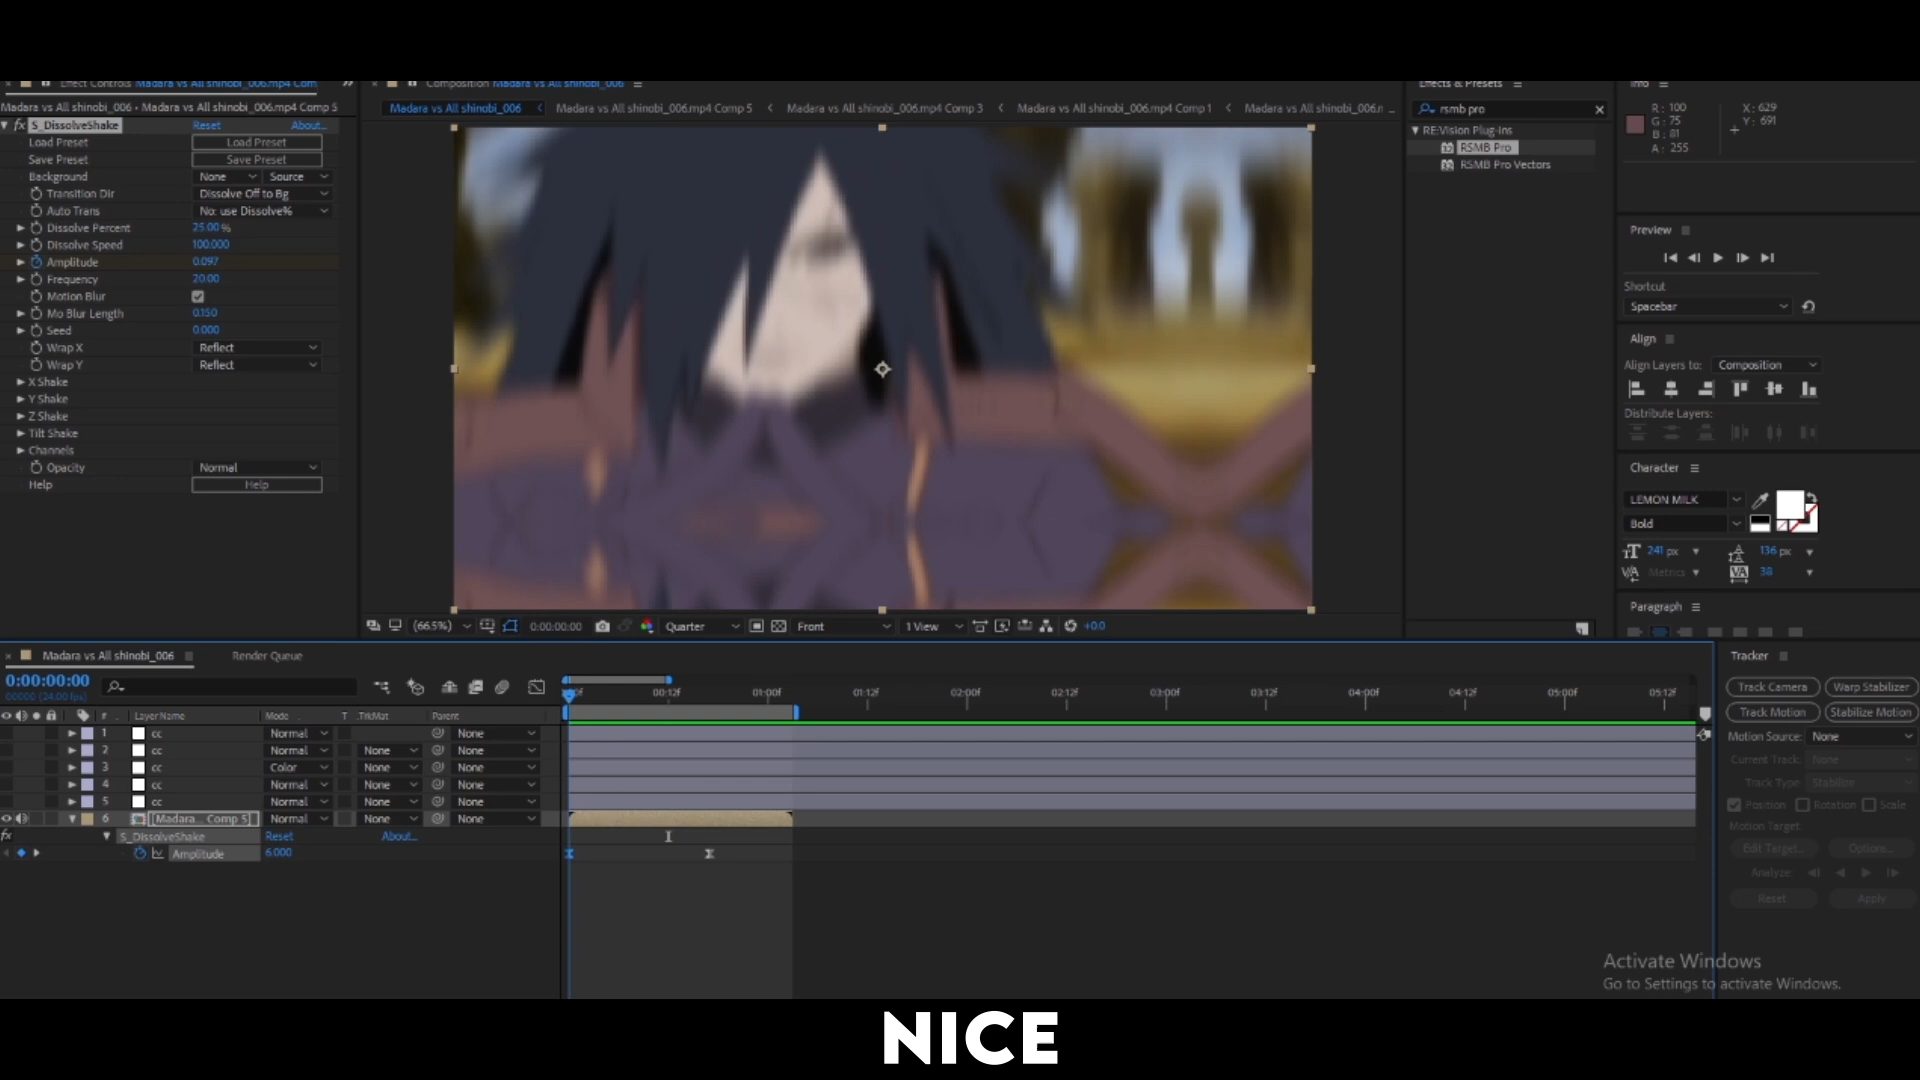 Effect Controls Madara vs All shinobi_006.mp4 Com
Madara vs All shinobi_006 • Madara vs All shinobi_006.mp4 Comp 5
fx S_DissolveShake Reset About...
Load Preset Load Preset
Save Preset Save Preset
Background None Source
Transition Dir Dissolve Off to Bg
Auto Trans No: use Dissolve%
Dissolve Percent 25.00 %
Dissolve Speed 100.000
Amplitude 0.097
Frequency 20.00
Motion Blur
Mo Blur Length 0.150
Seed 0.000
Wrap X Reflect
Wrap Y Reflect
X Shake
Y Shake
Z Shake
Tilt Shake
Channels
Opacity Normal
Help Help
Composition Madara vs All shinobi_006
Madara vs All shinobi_006 Madara vs All shinobi_006.mp4 Comp 5 Madara vs All shinobi_006.mp4 Comp 3 Madara vs All shinobi_006.mp4 Comp 1 Madara vs All shinobi_006.n
(66.5%) 0:00:00:00 Quarter Front 1 View +0.0
Effects & Presets
rsmb pro
RE:Vision Plug-ins
RSMB Pro
RSMB Pro Vectors
Info
R: 100
G: 75
B: 81
A: 255
X: 629
Y: 691
Preview
Shortcut
Spacebar
Align
Align Layers to: Composition
Distribute Layers:
Character
LEMON MILK
Bold
241 px 136 px
Metrics 38
Paragraph
Madara vs All shinobi_006 Render Queue
0:00:00:00
00000 (24.00 fps)
00:12f 01:00f 01:12f 02:00f 02:12f 03:00f 03:12f 04:00f 04:12f 05:00f 05:12f
# Layer Name Mode T .TrkMat Parent
1 cc Normal None
2 cc Normal None None
3 cc Color None None
4 cc Normal None None
5 cc Normal None None
6 [Madara... Comp 5] Normal None None
fx S_DissolveShake Reset About...
Amplitude 6.000
Tracker
Track Camera Warp Stabilizer
Track Motion Stabilize Motion
Motion Source: None
Current Track: None
Track Type: Stabilize
Position Rotation Scale
Motion Target:
Edit Target... Options...
Analyze:
Reset Apply
Activate Windows
Go to Settings to activate Windows.
NICE